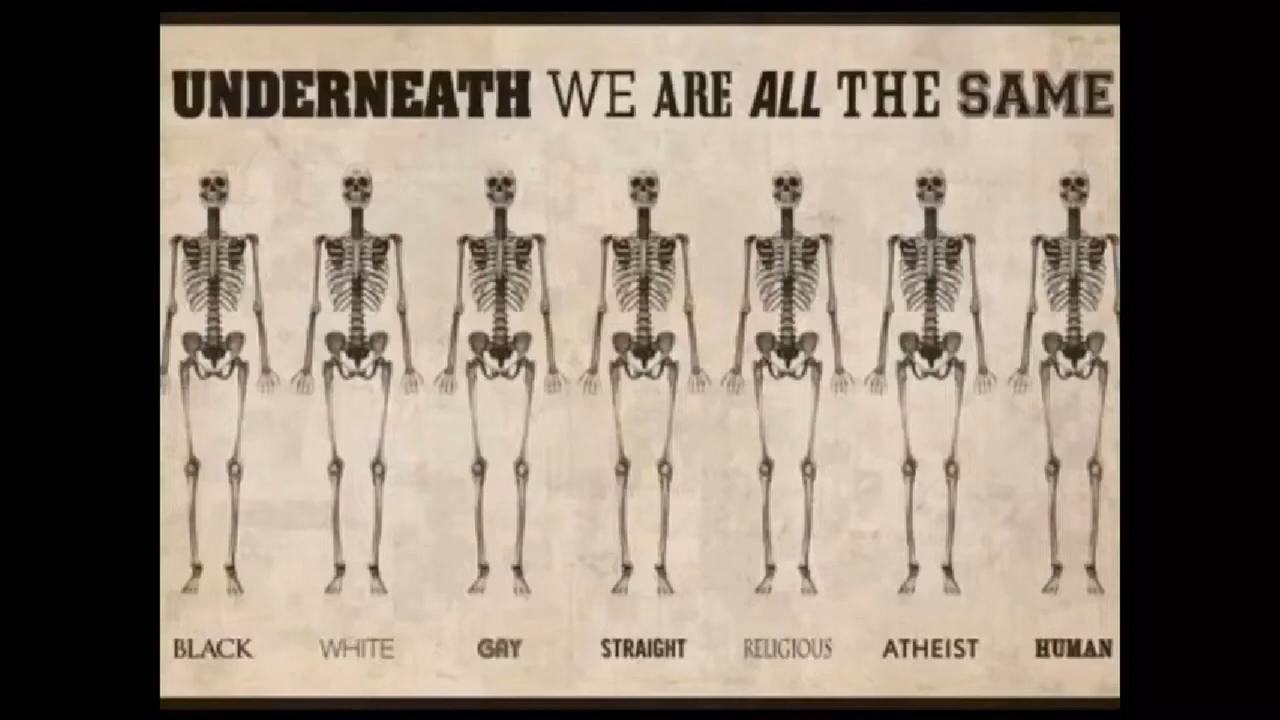 UNDERNEATH WE ARE ALL THE SAME
BLACK WHITE GAY STRAIGHT RELIGIOUS ATHEIST HUMAN